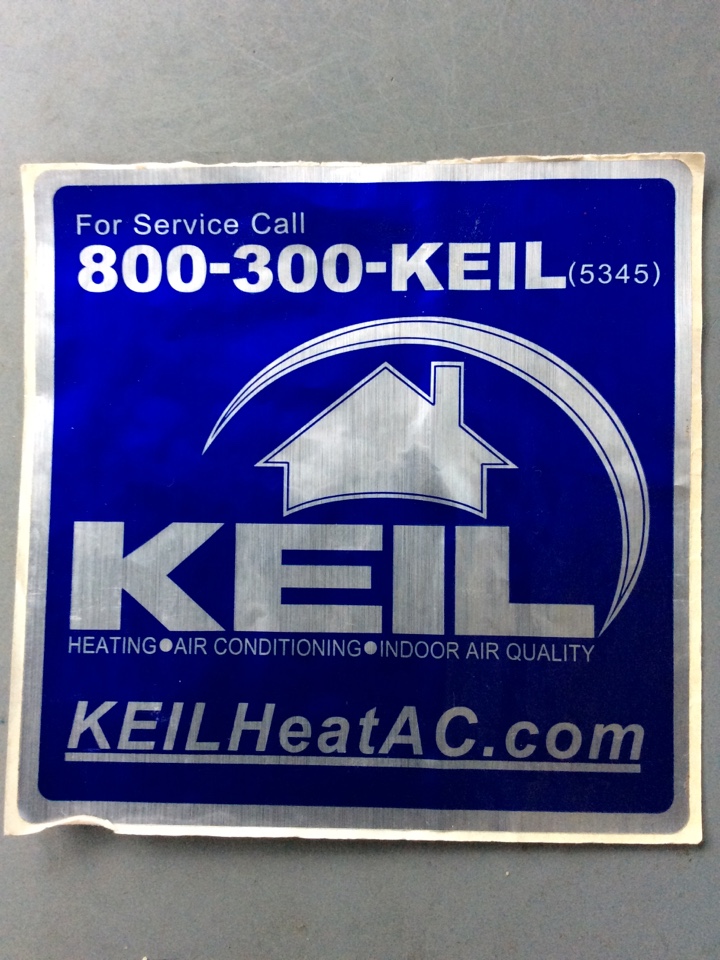 For Service Call
800-300-KEIL(5345)
KEIL
HEATING●AIR CONDITIONING●INDOOR AIR QUALITY
KEILHeatAC.com